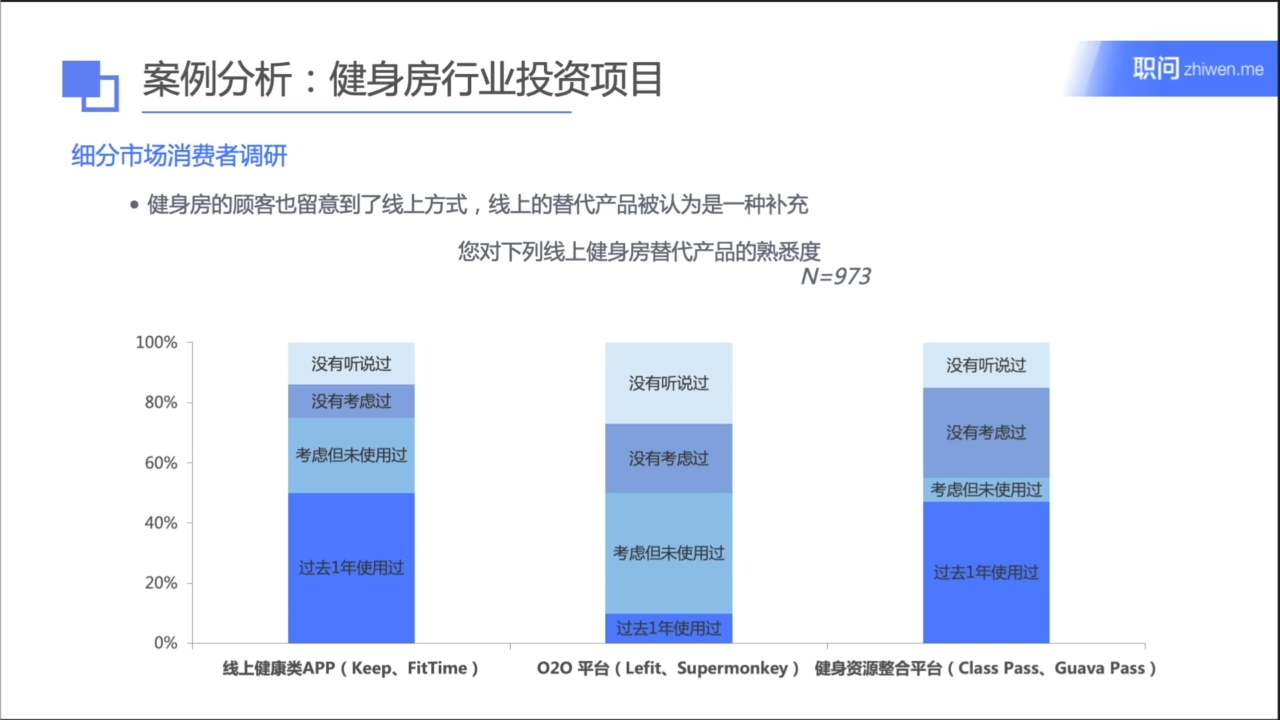 案例分析：健身房行业投资项目
职问 zhiwen.me
细分市场消费者调研
• 健身房的顾客也留意到了线上方式，线上的替代产品被认为是一种补充
您对下列线上健身房替代产品的熟悉度
N=973
100%
80%
60%
40%
20%
0%
没有听说过
没有考虑过
考虑但未使用过
过去1年使用过
没有听说过
没有考虑过
考虑但未使用过
过去1年使用过
没有听说过
没有考虑过
考虑但未使用过
过去1年使用过
线上健康类APP（Keep、FitTime）
O2O 平台（Lefit、Supermonkey）
健身资源整合平台（Class Pass、Guava Pass）